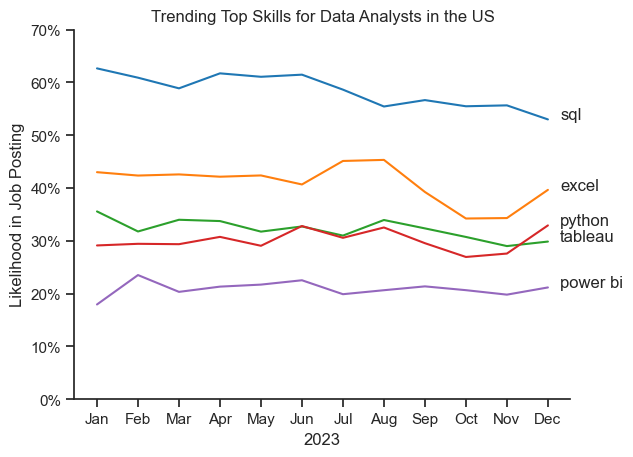 Trending Top Skills for Data Analysts in the US
Likelihood in Job Posting
70%
60%
50%
40%
30%
20%
10%
0%
sql
excel
python
tableau
power bi
Jan Feb Mar Apr May Jun Jul Aug Sep Oct Nov Dec
2023